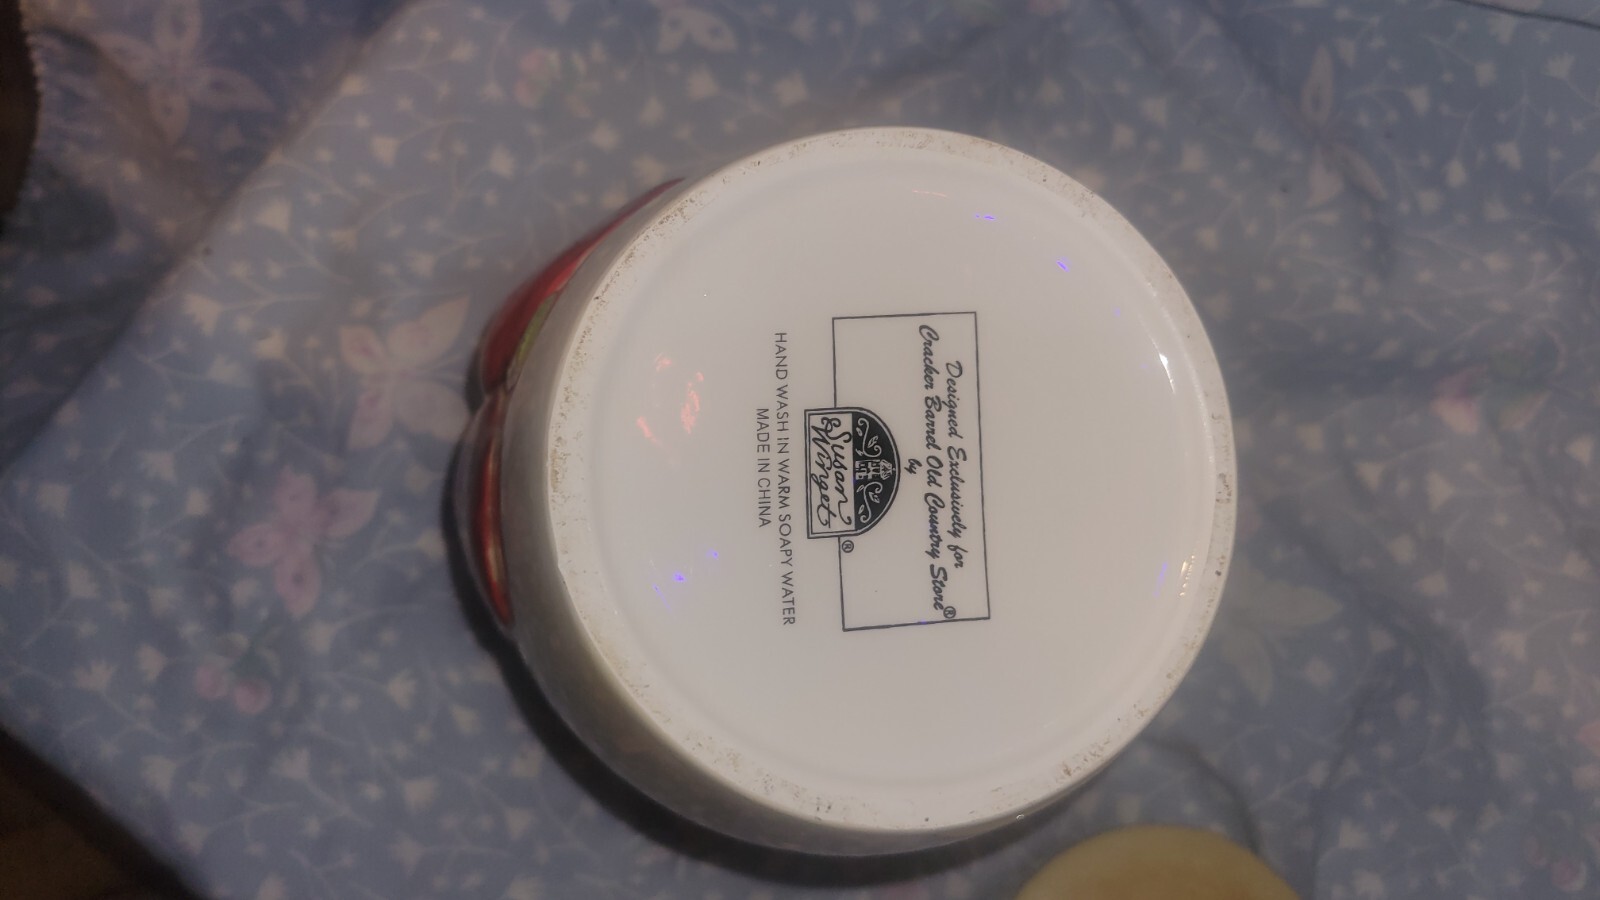 Designed Exclusively for
Cracker Barrel Old Country Store®
by
Susan
Winget®
HAND WASH IN WARM SOAPY WATER
MADE IN CHINA